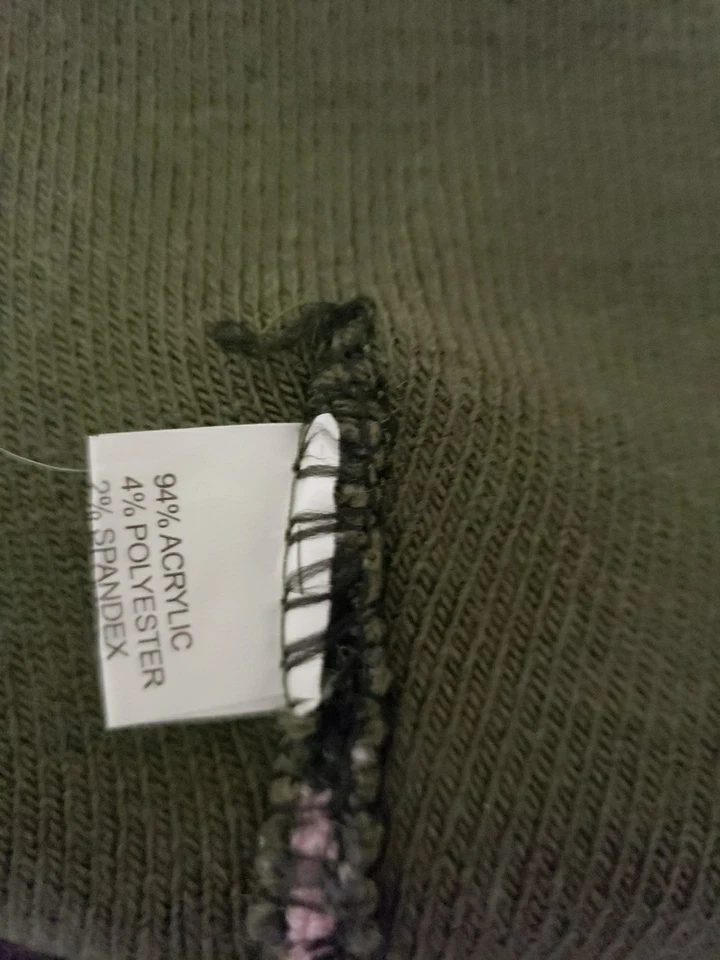 94% ACRYLIC
4% POLYESTER
2% SPANDEX